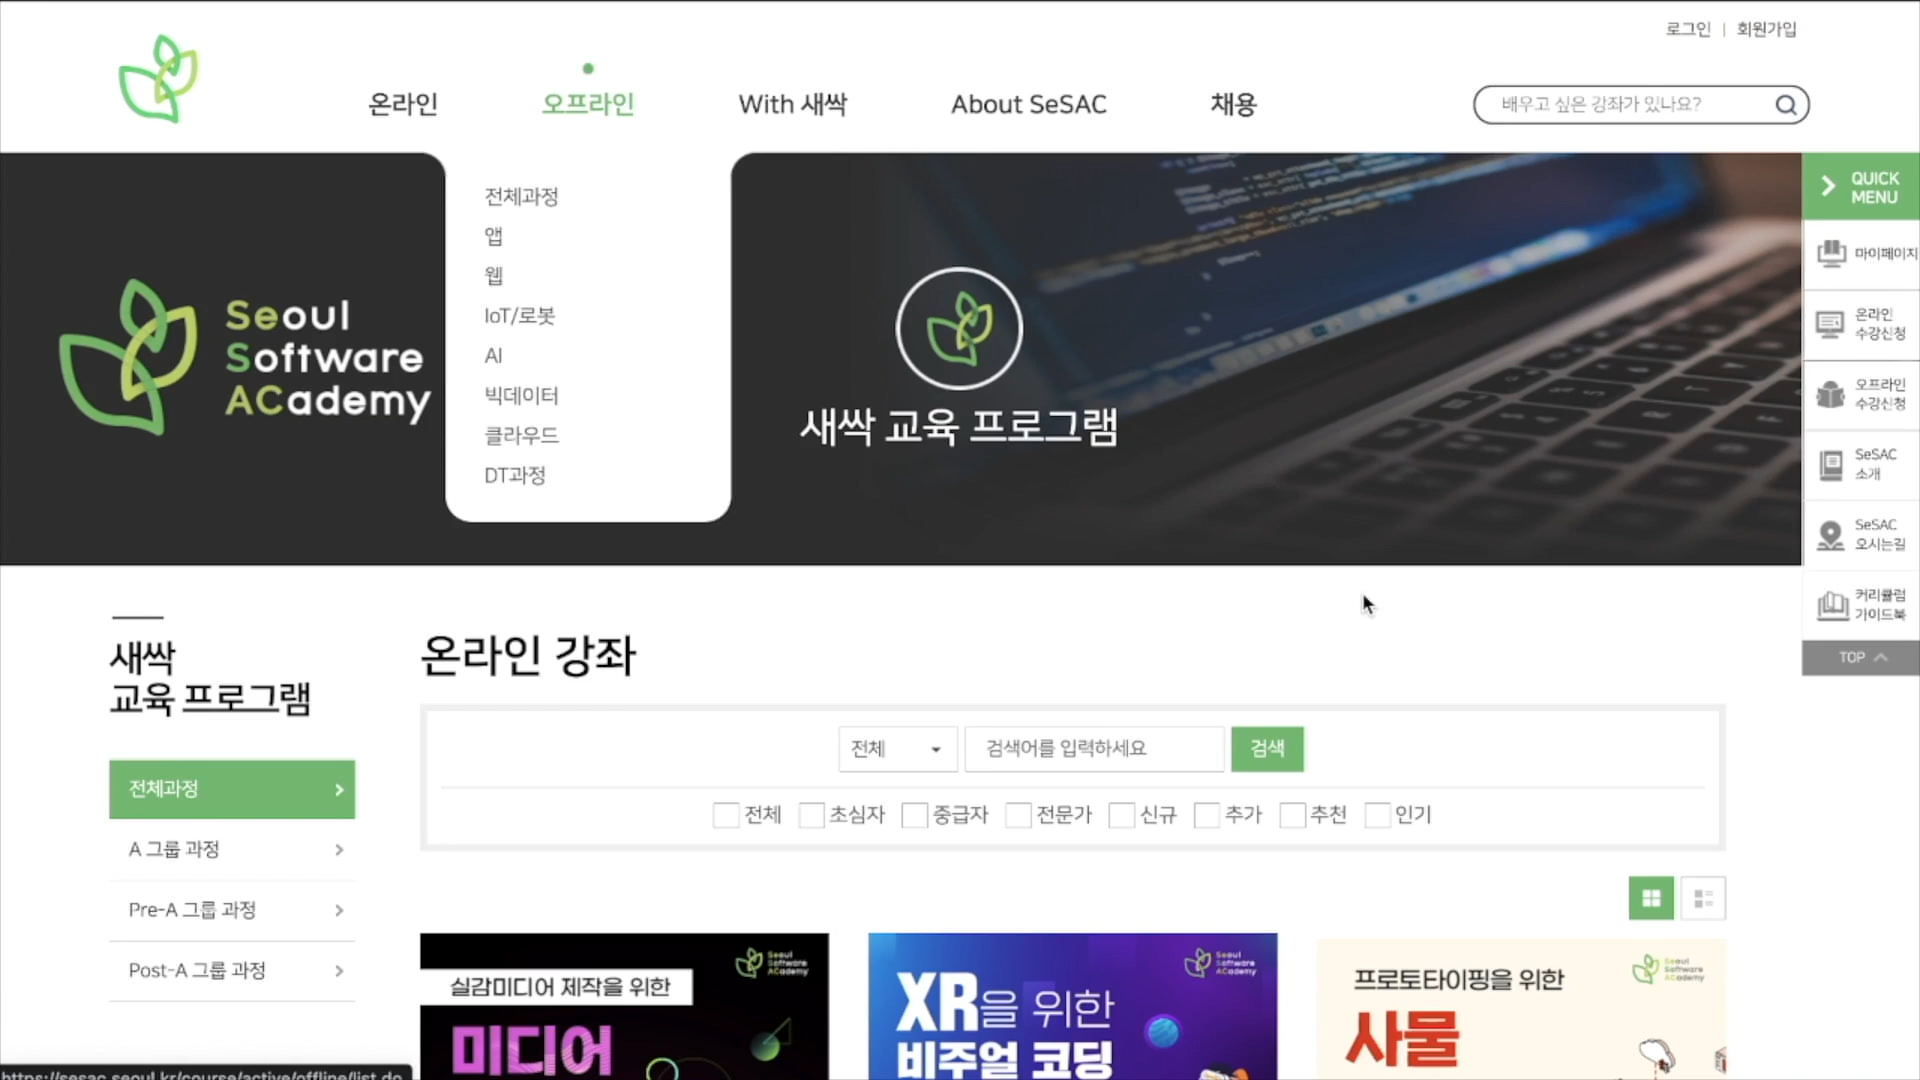 로그인 | 회원가입
온라인
오프라인
With 새싹
About SeSAC
채용
배우고 싶은 강좌가 있나요?
전체과정
앱
웹
IoT/로봇
AI
빅데이터
클라우드
DT과정
Seoul
Software
ACademy
새싹 교육 프로그램
QUICK
MENU
마이페이지
온라인
수강신청
오프라인
수강신청
SeSAC
소개
SeSAC
오시는길
커리큘럼
가이드북
TOP
새싹
교육 프로그램
전체과정
A 그룹 과정
Pre-A 그룹 과정
Post-A 그룹 과정
온라인 강좌
전체
검색어를 입력하세요
검색
전체
초심자
중급자
전문가
신규
추가
추천
인기
Seoul
Software
ACademy
실감미디어 제작을 위한
미디어
Seoul
Software
ACademy
XR을 위한
비주얼 코딩
Seoul
Software
ACademy
프로토타이핑을 위한
사물
https://sesac.seoul.kr/course/active/offline/list.do